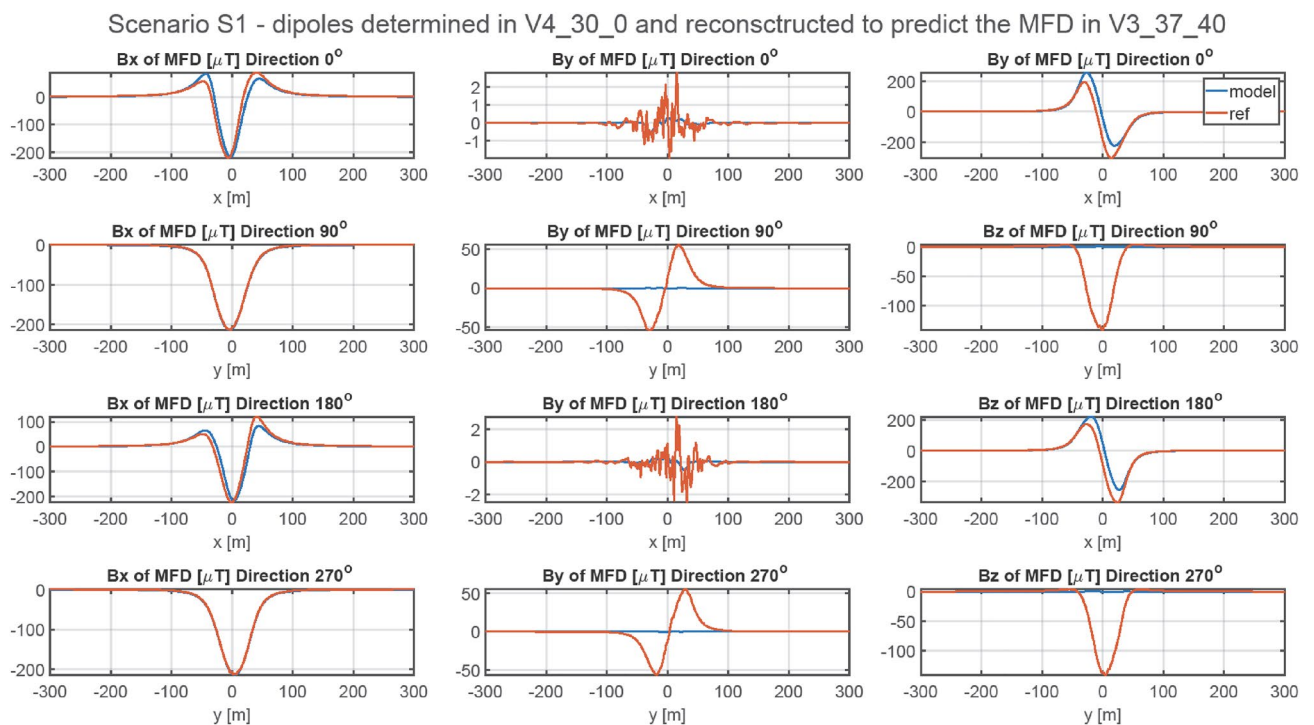 Scenario S1 - dipoles determined in V4_30_0 and reconsctructed to predict the MFD in V3_37_40
Bx of MFD [μT] Direction 0° By of MFD [μT] Direction 0° By of MFD [μT] Direction 0°
0
-100
-200
-300 -200 -100 0 100 200 300
x [m]
2
1
0
-1
-300 -200 -100 0 100 200 300
x [m]
200
0
-200
-300 -200 -100 0 100 200 300
x [m]
model
ref
Bx of MFD [μT] Direction 90° By of MFD [μT] Direction 90° Bz of MFD [μT] Direction 90°
0
-100
-200
-300 -200 -100 0 100 200 300
y [m]
50
0
50
-300 -200 -100 0 100 200 300
y [m]
0
-50
-100
-300 -200 -100 0 100 200 300
y [m]
Bx of MFD [μT] Direction 180° By of MFD [μT] Direction 180° Bz of MFD [μT] Direction 180°
100
0
-100
-200
-300 -200 -100 0 100 200 300
x [m]
2
0
-2
-300 -200 -100 0 100 200 300
x [m]
200
0
-200
-300 -200 -100 0 100 200 300
x [m]
Bx of MFD [μT] Direction 270° By of MFD [μT] Direction 270° Bz of MFD [μT] Direction 270°
0
-100
-200
-300 -200 -100 0 100 200 300
y [m]
50
0
50
-300 -200 -100 0 100 200 300
y [m]
0
-50
-100
-300 -200 -100 0 100 200 300
y [m]